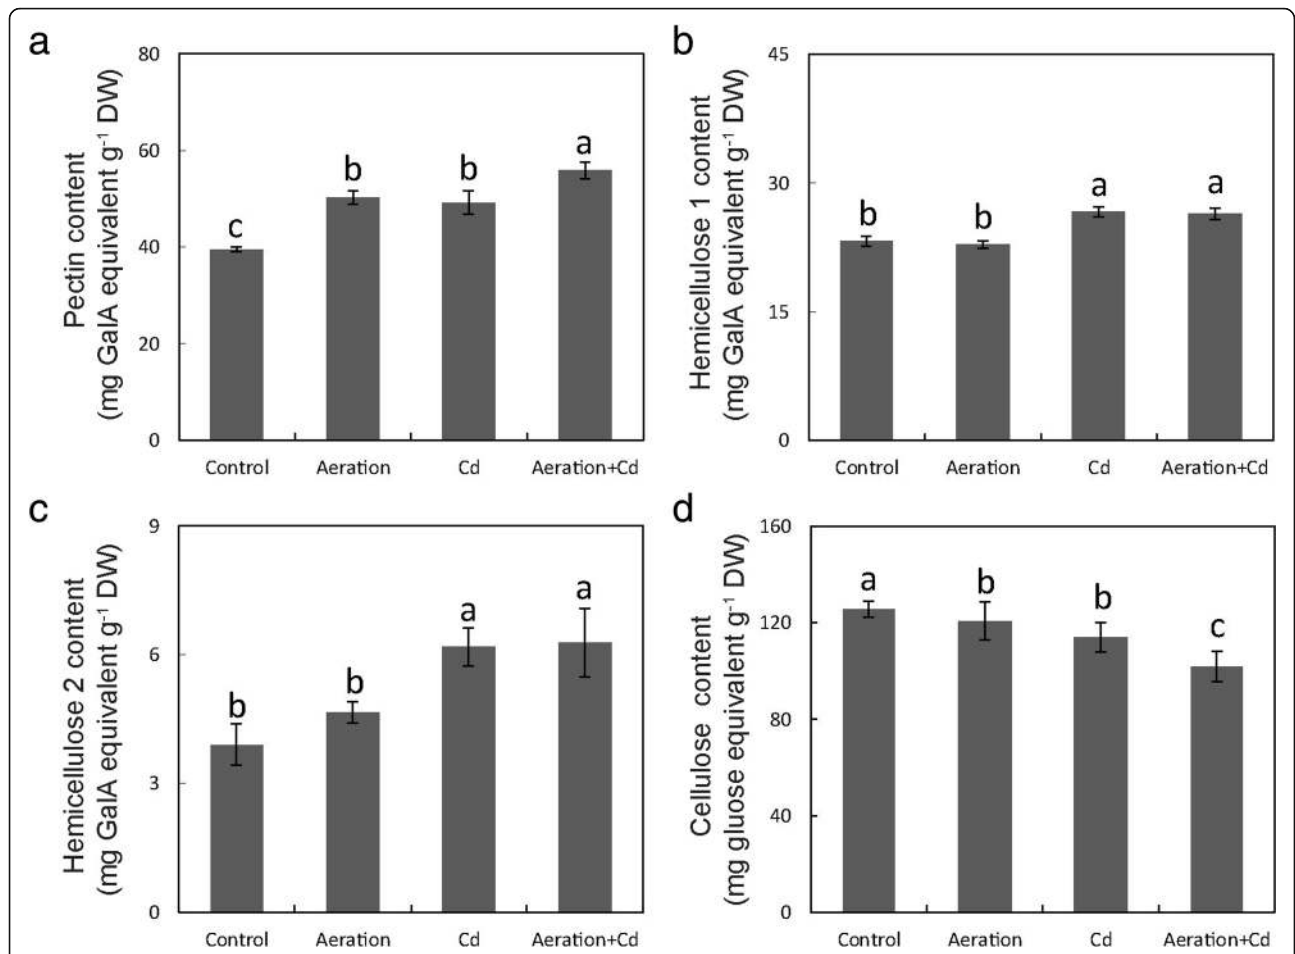 a
Pectin content
(mg GalA equivalent g⁻¹ DW)
80
60
40
20
0
c
b
b
a
Control Aeration Cd Aeration+Cd
b
Hemicellulose 1 content
(mg GalA equivalent g⁻¹ DW)
45
30
15
0
b
b
a
a
Control Aeration Cd Aeration+Cd
c
Hemicellulose 2 content
(mg GalA equivalent g⁻¹ DW)
9
6
3
0
b
b
a
a
Control Aeration Cd Aeration+Cd
d
Cellulose content
(mg glucose equivalent g⁻¹ DW)
160
120
80
40
0
a
b
b
c
Control Aeration Cd Aeration+Cd